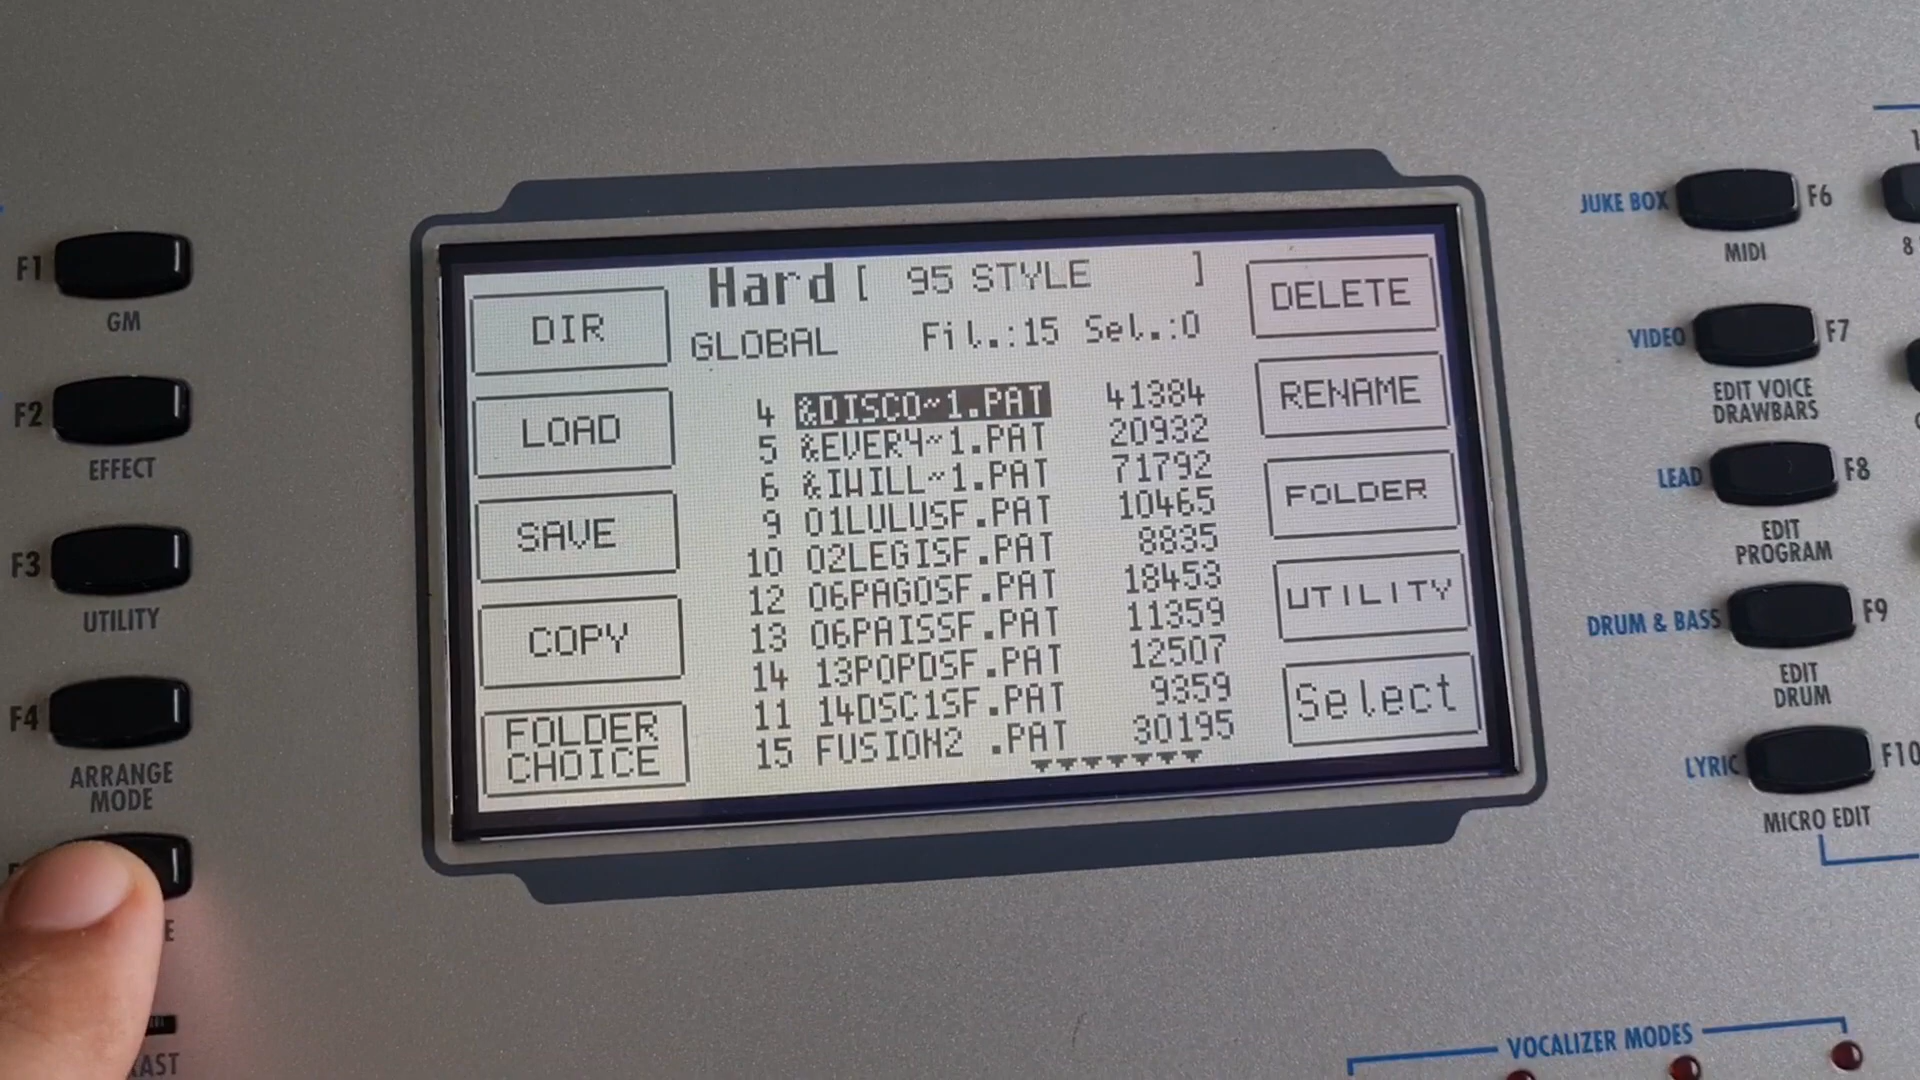 F1
GM
F2
EFFECT
F3
UTILITY
F4
ARRANGE
MODE
Hard [ 95 STYLE ]
GLOBAL Fil.:15 Sel.:0
DIR
LOAD
SAVE
COPY
FOLDER
CHOICE
4 &DISCO~1.PAT 41384
5 &EVERY~1.PAT 20932
6 &IWILL~1.PAT 71792
9 01LULUSF.PAT 10465
10 02LEGISF.PAT 8835
12 06PAGOSF.PAT 18453
13 06PAISSF.PAT 11359
14 13POPDSF.PAT 12507
11 14DSC1SF.PAT 9359
15 FUSION2 .PAT 30195
DELETE
RENAME
FOLDER
UTILITY
Select
JUKE BOX F6
MIDI
VIDEO F7
EDIT VOICE
DRAWBARS
LEAD F8
EDIT
PROGRAM
DRUM & BASS F9
EDIT
DRUM
LYRIC F10
MICRO EDIT
8
VOCALIZER MODES